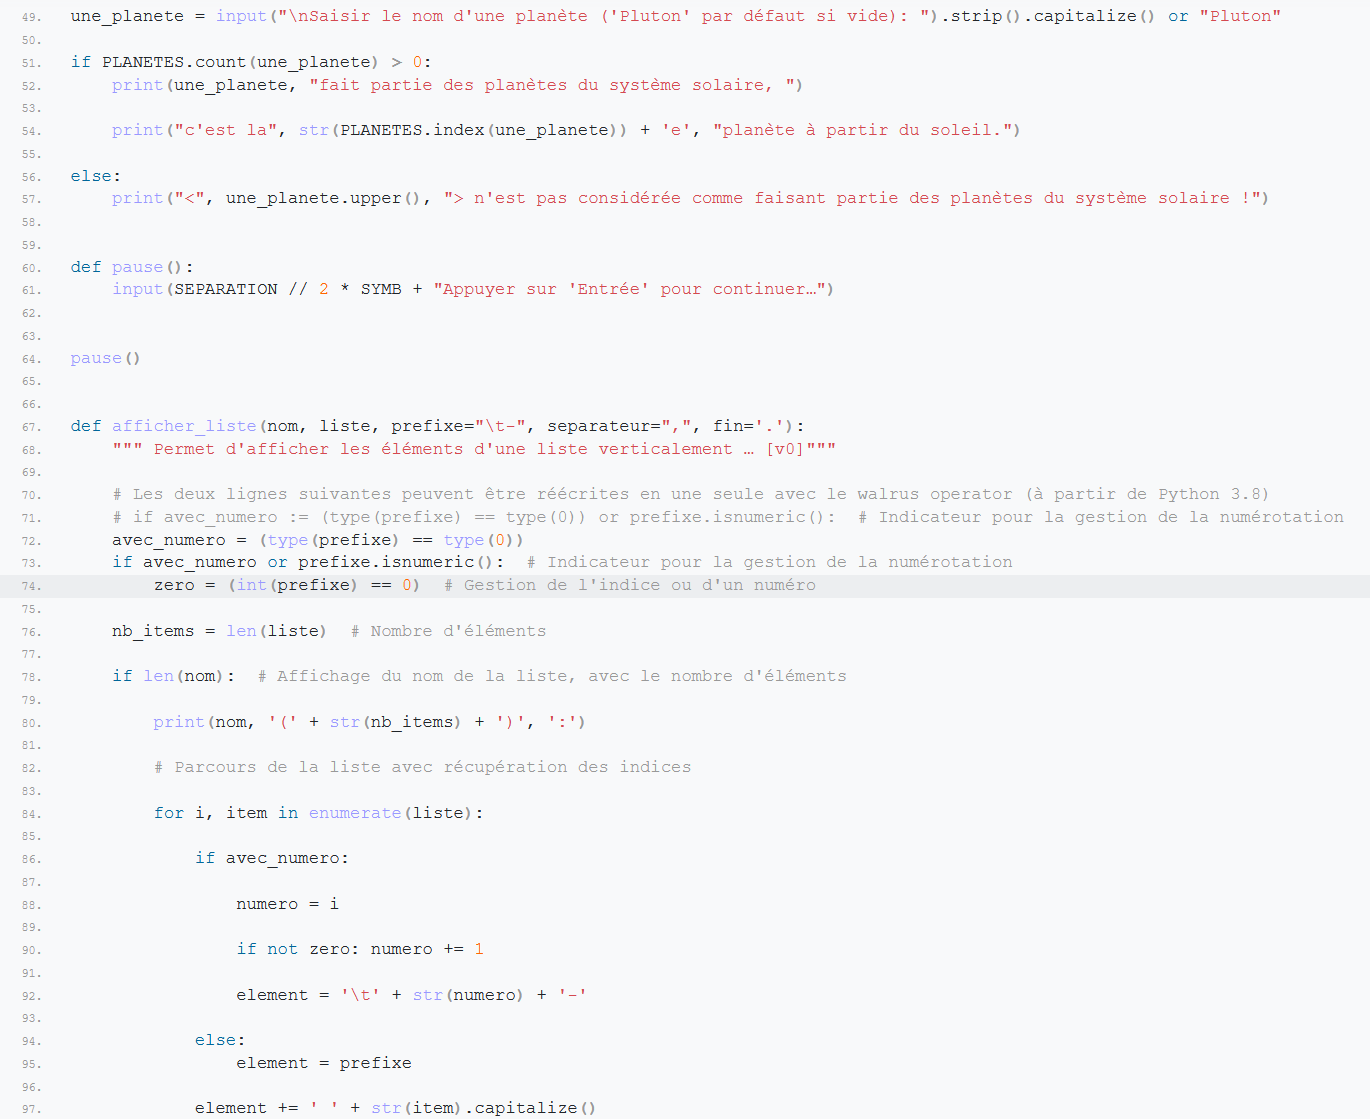 49. une_planete = input("\nSaisir le nom d'une planète ('Pluton' par défaut si vide): ").strip().capitalize() or "Pluton"
50.
51. if PLANETES.count(une_planete) > 0:
52.     print(une_planete, "fait partie des planètes du système solaire, ")
53.
54.     print("c'est la", str(PLANETES.index(une_planete)) + 'e', "planète à partir du soleil.")
55.
56. else:
57.     print("<", une_planete.upper(), "> n'est pas considérée comme faisant partie des planètes du système solaire !")
58.
59.
60. def pause():
61.     input(SEPARATION // 2 * SYMB + "Appuyer sur 'Entrée' pour continuer…")
62.
63.
64. pause()
65.
66.
67. def afficher_liste(nom, liste, prefixe="\t-", separateur=",", fin='.'):
68.     """ Permet d'afficher les éléments d'une liste verticalement … [v0]"""
69.
70.     # Les deux lignes suivantes peuvent être réécrites en une seule avec le walrus operator (à partir de Python 3.8)
71.     # if avec_numero := (type(prefixe) == type(0)) or prefixe.isnumeric():  # Indicateur pour la gestion de la numérotation
72.     avec_numero = (type(prefixe) == type(0))
73.     if avec_numero or prefixe.isnumeric():  # Indicateur pour la gestion de la numérotation
74.         zero = (int(prefixe) == 0)  # Gestion de l'indice ou d'un numéro
75.
76.     nb_items = len(liste)  # Nombre d'éléments
77.
78.     if len(nom):  # Affichage du nom de la liste, avec le nombre d'éléments
79.
80.         print(nom, '(' + str(nb_items) + ')', ':')
81.
82.         # Parcours de la liste avec récupération des indices
83.
84.         for i, item in enumerate(liste):
85.
86.             if avec_numero:
87.
88.                 numero = i
89.
90.                 if not zero: numero += 1
91.
92.                 element = '\t' + str(numero) + '-'
93.
94.             else:
95.                 element = prefixe
96.
97.             element += ' ' + str(item).capitalize()